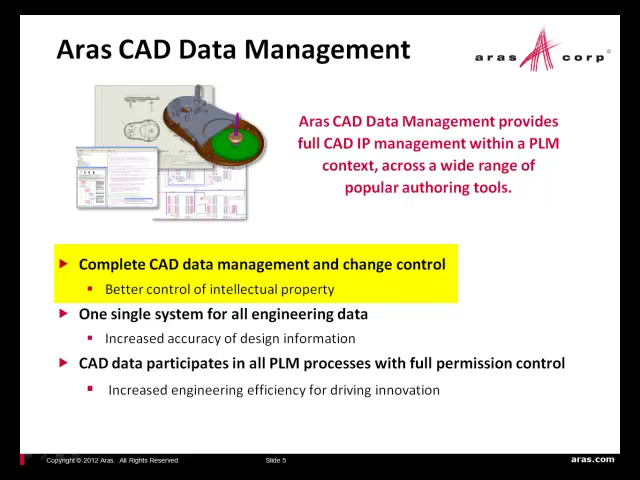 Aras CAD Data Management
aras corp
Aras CAD Data Management provides
full CAD IP management within a PLM
context, across a wide range of
popular authoring tools.
Complete CAD data management and change control
Better control of intellectual property
One single system for all engineering data
Increased accuracy of design information
CAD data participates in all PLM processes with full permission control
Increased engineering efficiency for driving innovation
Copyright © 2012 Aras. All Rights Reserved.
Slide 5
aras.com